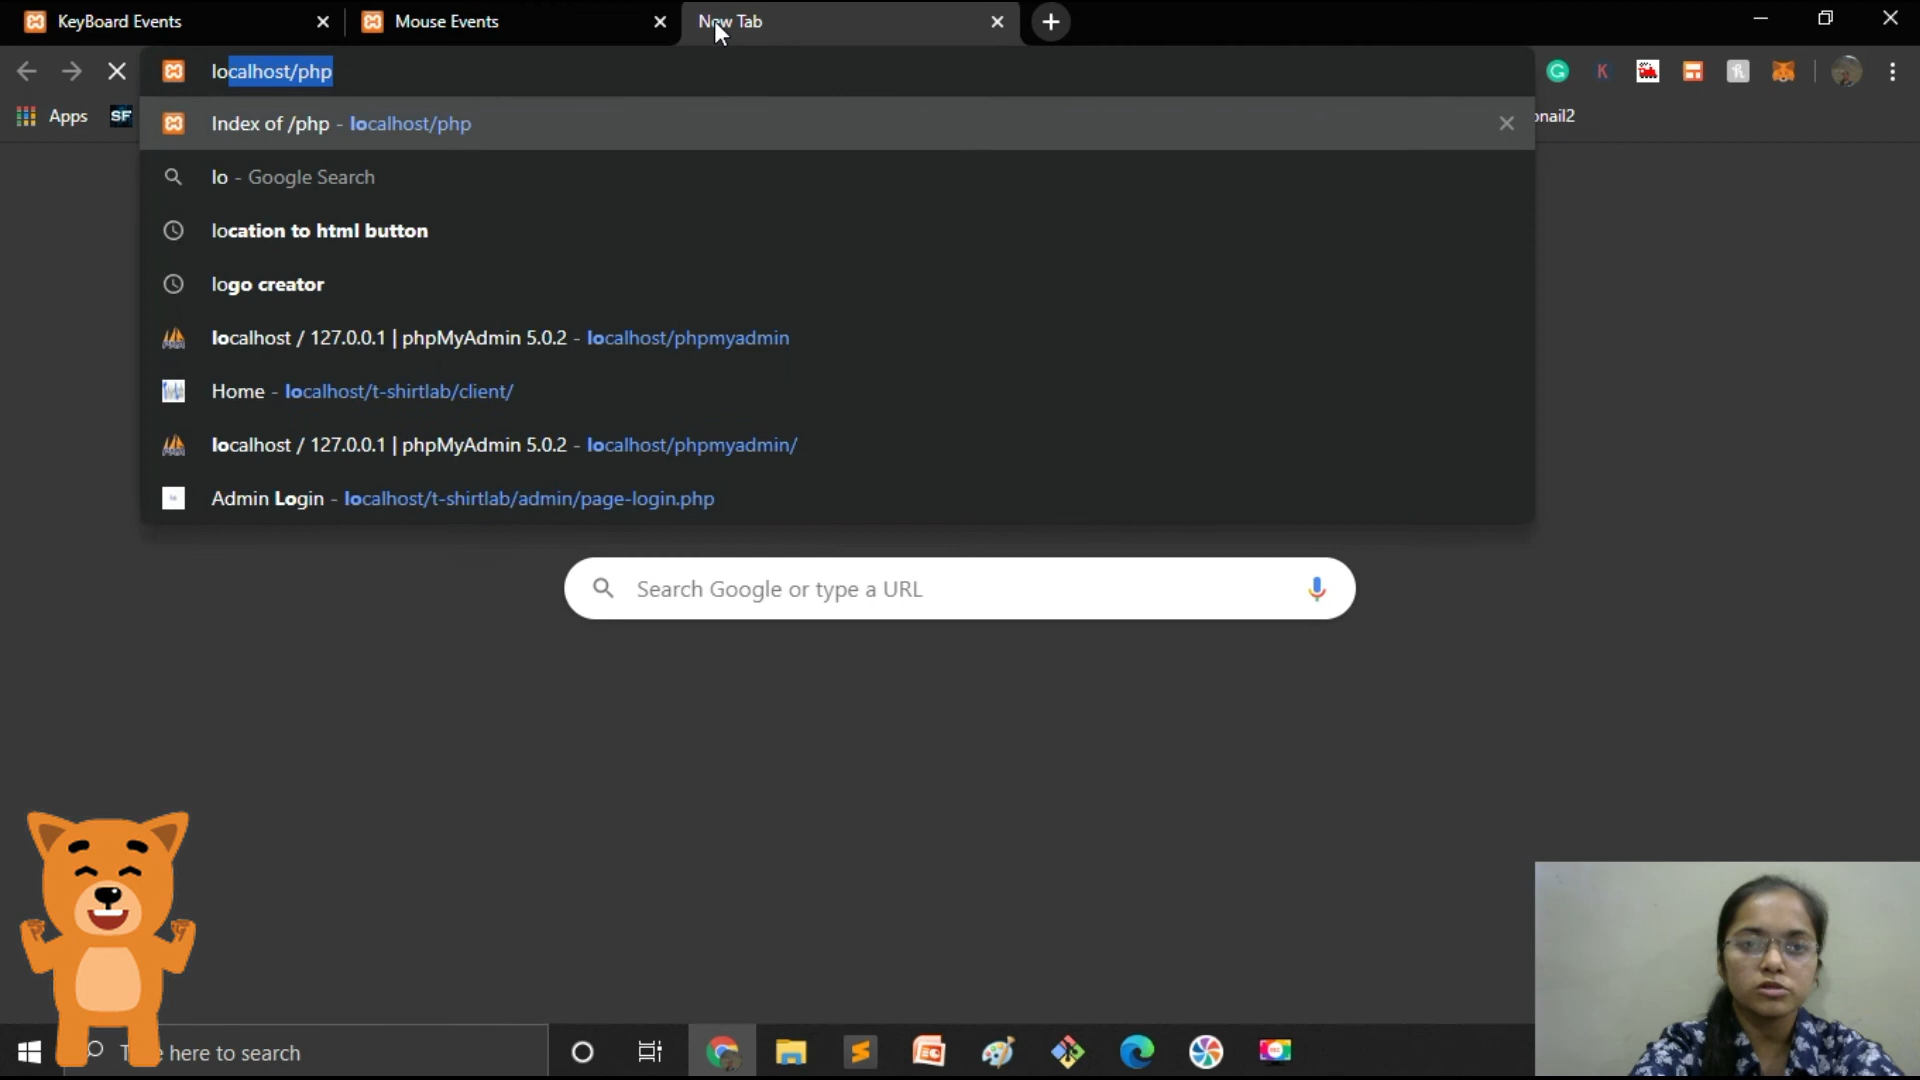 KeyBoard Events
Mouse Events
New Tab
localhost/php
Apps
SF
Index of /php - localhost/php
lo - Google Search
location to html button
logo creator
localhost / 127.0.0.1 | phpMyAdmin 5.0.2 - localhost/phpmyadmin
Home - localhost/t-shirtlab/client/
localhost / 127.0.0.1 | phpMyAdmin 5.0.2 - localhost/phpmyadmin/
Admin Login - localhost/t-shirtlab/admin/page-login.php
Search Google or type a URL
here to search